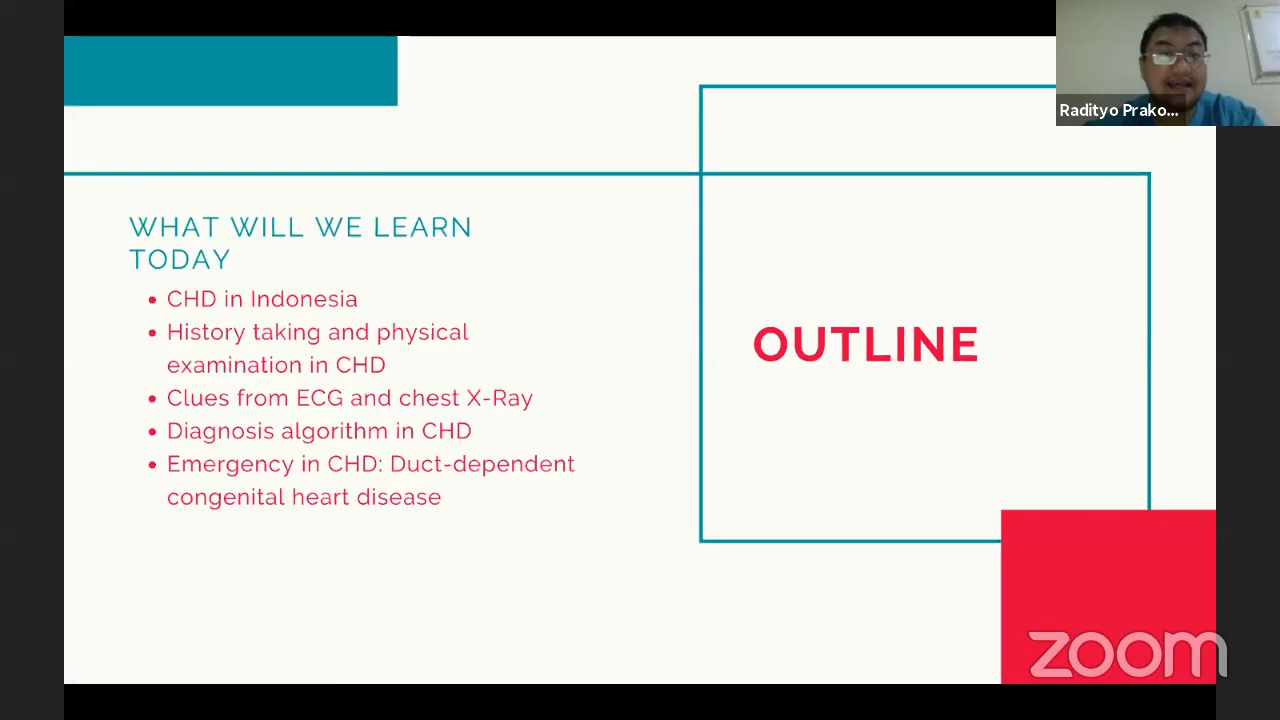 Radityo Prako...
WHAT WILL WE LEARN
TODAY
• CHD in Indonesia
• History taking and physical
examination in CHD
• Clues from ECG and chest X-Ray
• Diagnosis algorithm in CHD
• Emergency in CHD: Duct-dependent
congenital heart disease
OUTLINE
zoom